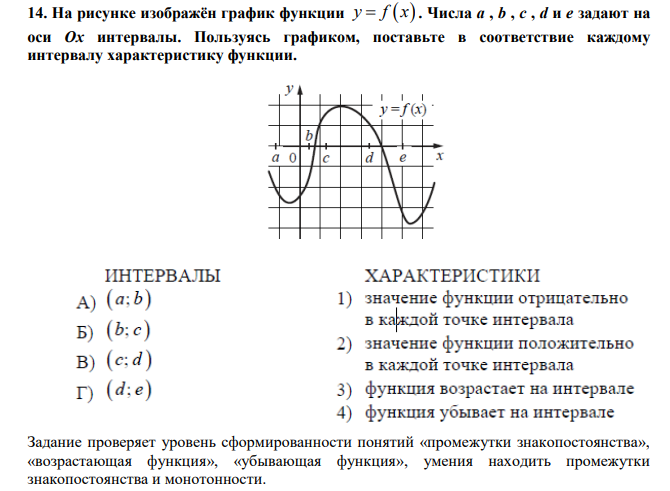 14. На рисунке изображён график функции y = f(x). Числа a , b , c , d и e задают на
оси Ox интервалы. Пользуясь графиком, поставьте в соответствие каждому
интервалу характеристику функции.
y
y=f(x)
b
a 0 c d e x
ИНТЕРВАЛЫ
А) (a;b)
Б) (b;c)
В) (c;d)
Г) (d;e)
ХАРАКТЕРИСТИКИ
1) значение функции отрицательно
в каждой точке интервала
2) значение функции положительно
в каждой точке интервала
3) функция возрастает на интервале
4) функция убывает на интервале
Задание проверяет уровень сформированности понятий «промежутки знакопостоянства»,
«возрастающая функция», «убывающая функция», умения находить промежутки
знакопостоянства и монотонности.